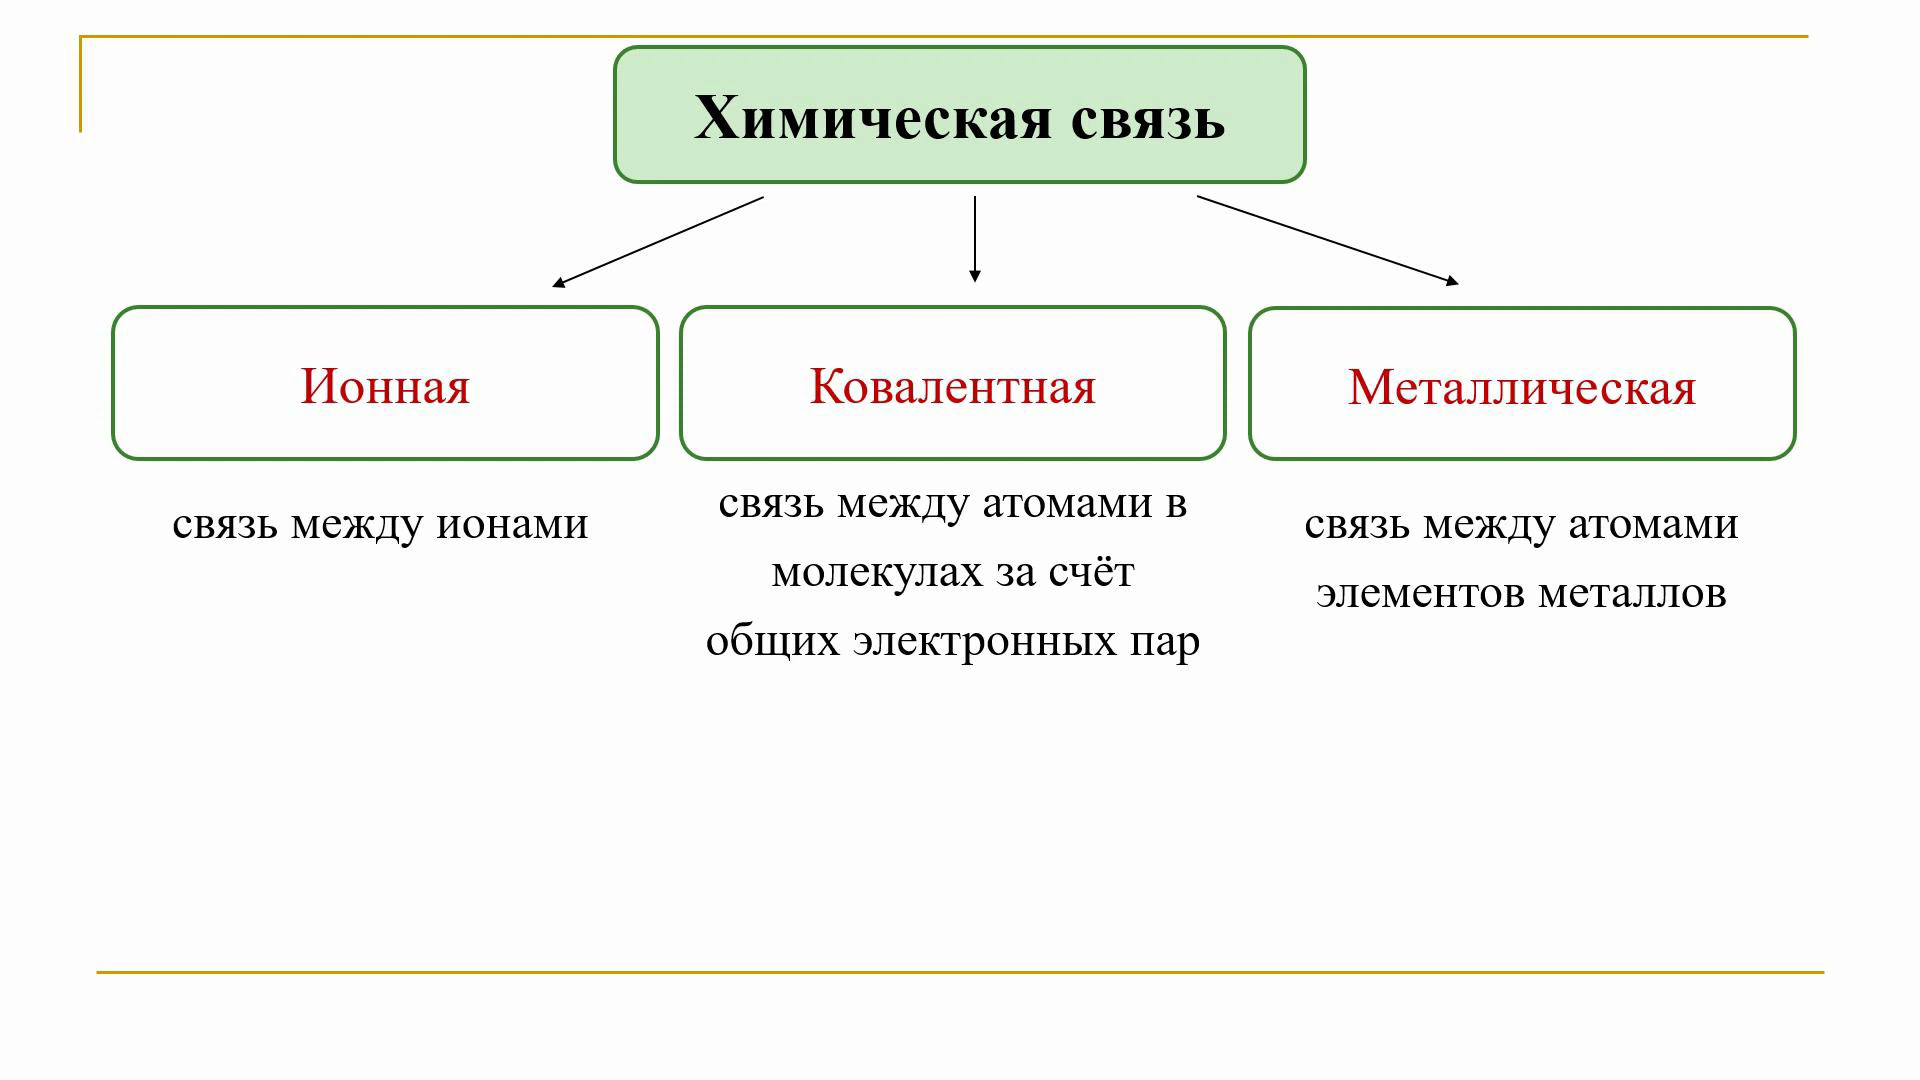 Химическая связь
Ионная
Ковалентная
Металлическая
связь между ионами
связь между атомами в
молекулах за счёт
общих электронных пар
связь между атомами
элементов металлов